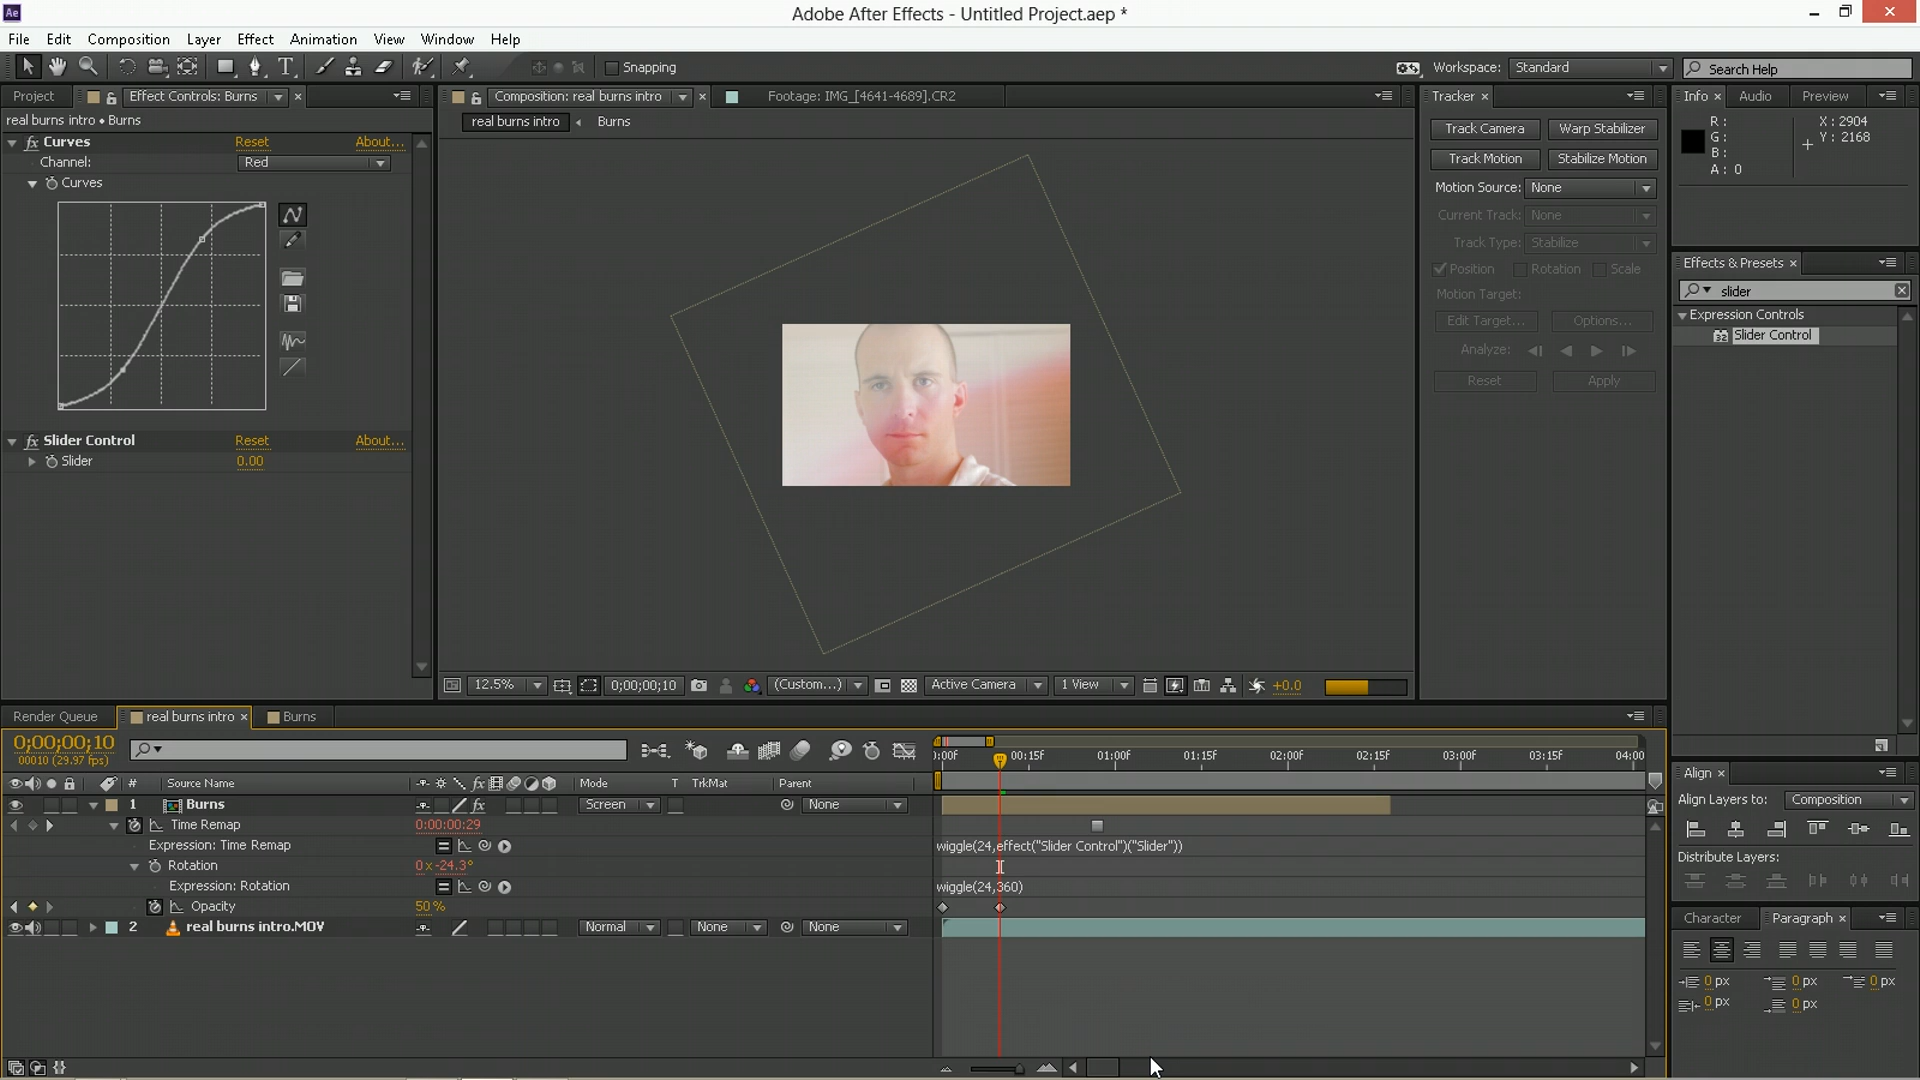 Ae
Adobe After Effects - Untitled Project.aep *
File Edit Composition Layer Effect Animation View Window Help
Snapping
Workspace: Standard
Search Help
Project Effect Controls: Burns ×
real burns intro • Burns
fx Curves Reset About...
Channel: Red
Curves
fx Slider Control Reset About...
Slider 0.00
Composition: real burns intro × Footage: IMG_[4641-4689].CR2
real burns intro Burns
12.5% 0;00;00;10 (Custom...) Active Camera 1 View +0.0
Tracker ×
Track Camera Warp Stabilizer
Track Motion Stabilize Motion
Motion Source: None
Current Track: None
Track Type: Stabilize
Position Rotation Scale
Motion Target:
Edit Target... Options...
Analyze:
Reset Apply
Info × Audio Preview
R: X: 2904
G: Y: 2168
B:
A: 0
Effects & Presets ×
slider
Expression Controls
32 Slider Control
Align ×
Align Layers to: Composition
Distribute Layers:
Character Paragraph ×
0 px 0 px 0 px
0 px 0 px
Render Queue real burns intro × Burns
0;00;00;10
00010 (29.97 fps)
):00F 00:15F 01:00F 01:15F 02:00F 02:15F 03:00F 03:15F 04:00
# Source Name fx Mode T TrkMat Parent
1 Burns fx Screen None
Time Remap 0:00:00:29
Expression: Time Remap wiggle(24,effect("Slider Control")("Slider"))
Rotation 0 x -24.3°
Expression: Rotation wiggle(24,360)
Opacity 50 %
2 real burns intro.MOV Normal None None